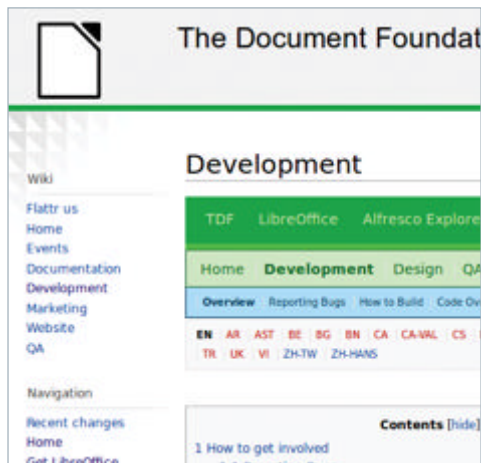 The Document Foundat
Wiki
Flattr us
Home
Events
Documentation
Development
Marketing
Website
QA
Navigation
Recent changes
Home
Get LibreOffice
Development
TDF LibreOffice Alfresco Explore
Home Development Design QA
Overview Reporting Bugs How to Build Code Ov
EN AR AST BE BG BN CA CA-VAL CS
TR UK VI ZH-TW ZH-HANS
Contents [hide]
1 How to get involved